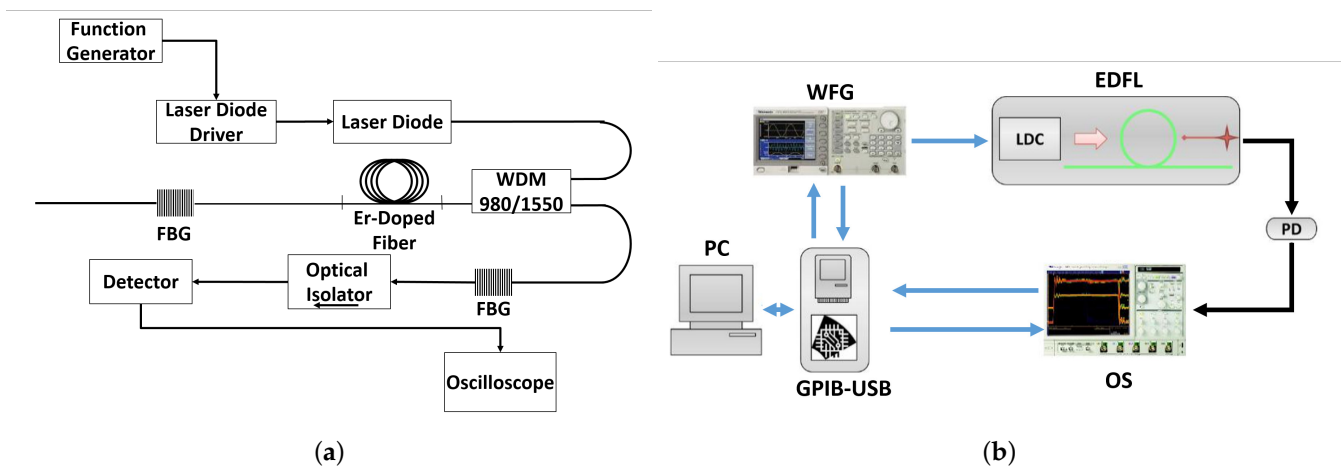 Function
Generator
Laser Diode
Driver
Laser Diode
WDM
980/1550
Er-Doped
Fiber
FBG
Optical
Isolator
Detector
FBG
Oscilloscope
(a)
WFG
EDFL
LDC
PD
PC
GPIB-USB
OS
(b)